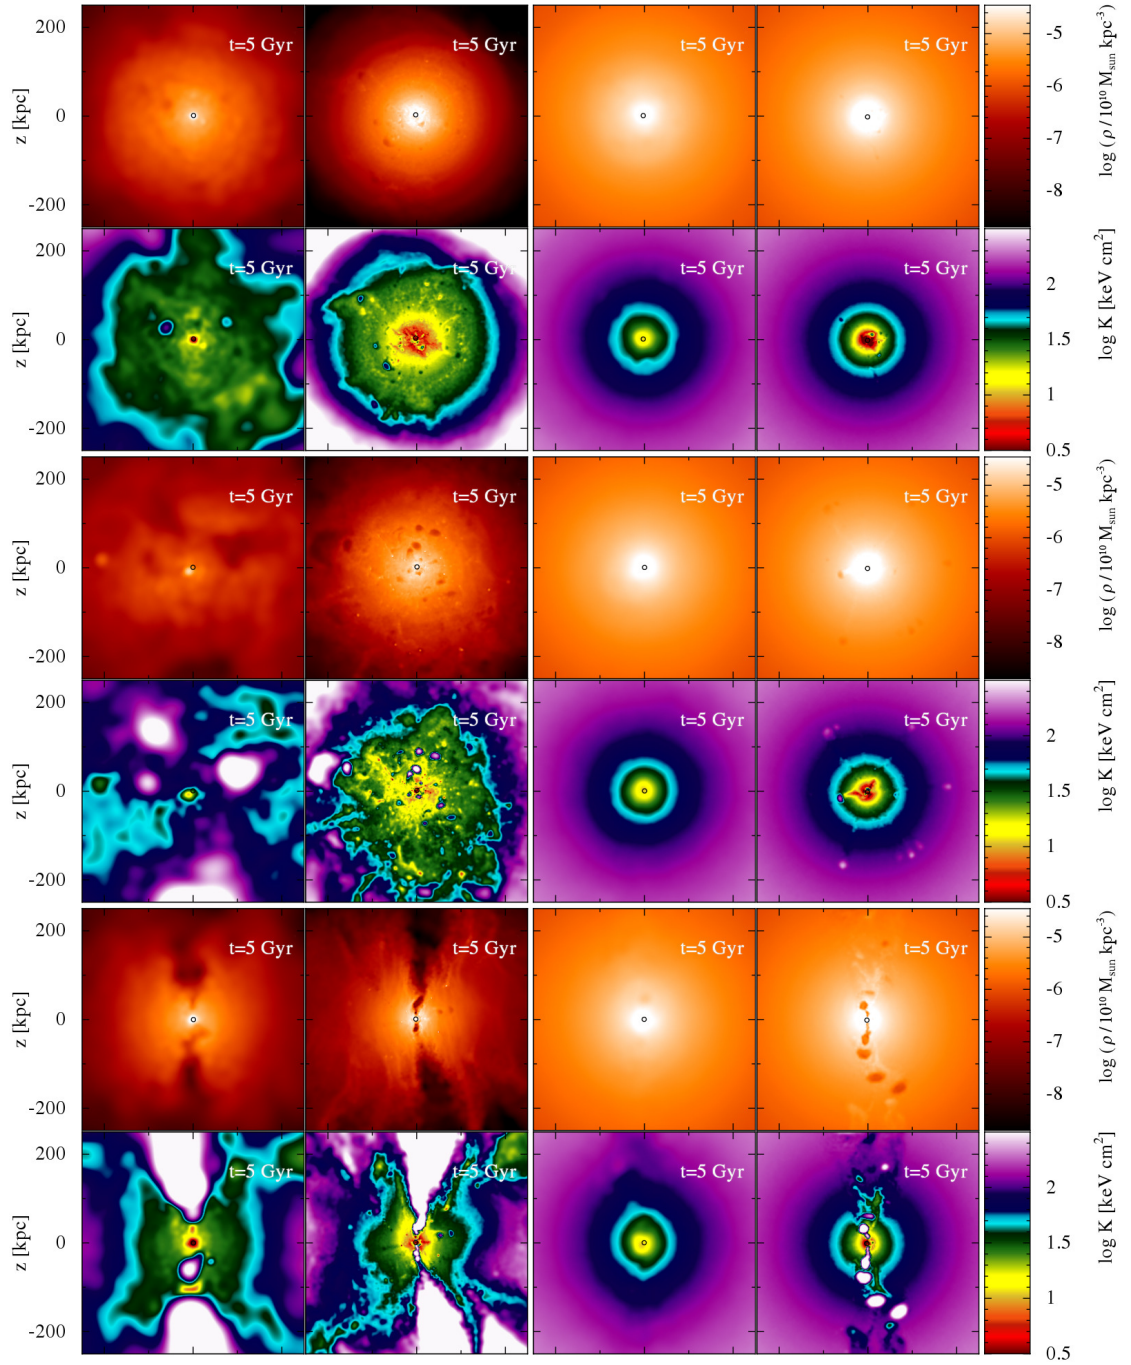 200
0
-200
z [kpc]
t=5 Gyr
t=5 Gyr
t=5 Gyr
t=5 Gyr
-5
-6
-7
-8
log ( ρ / 10¹⁰ M_sun kpc⁻³)
200
0
-200
z [kpc]
t=5 Gyr
t=5 Gyr
t=5 Gyr
t=5 Gyr
2
1.5
1
0.5
log K [keV cm²]
200
0
-200
z [kpc]
t=5 Gyr
t=5 Gyr
t=5 Gyr
t=5 Gyr
-5
-6
-7
-8
log ( ρ / 10¹⁰ M_sun kpc⁻³)
200
0
-200
z [kpc]
t=5 Gyr
t=5 Gyr
t=5 Gyr
t=5 Gyr
2
1.5
1
0.5
log K [keV cm²]
200
0
-200
z [kpc]
t=5 Gyr
t=5 Gyr
t=5 Gyr
t=5 Gyr
-5
-6
-7
-8
log ( ρ / 10¹⁰ M_sun kpc⁻³)
200
0
-200
z [kpc]
t=5 Gyr
t=5 Gyr
t=5 Gyr
t=5 Gyr
2
1.5
1
0.5
log K [keV cm²]